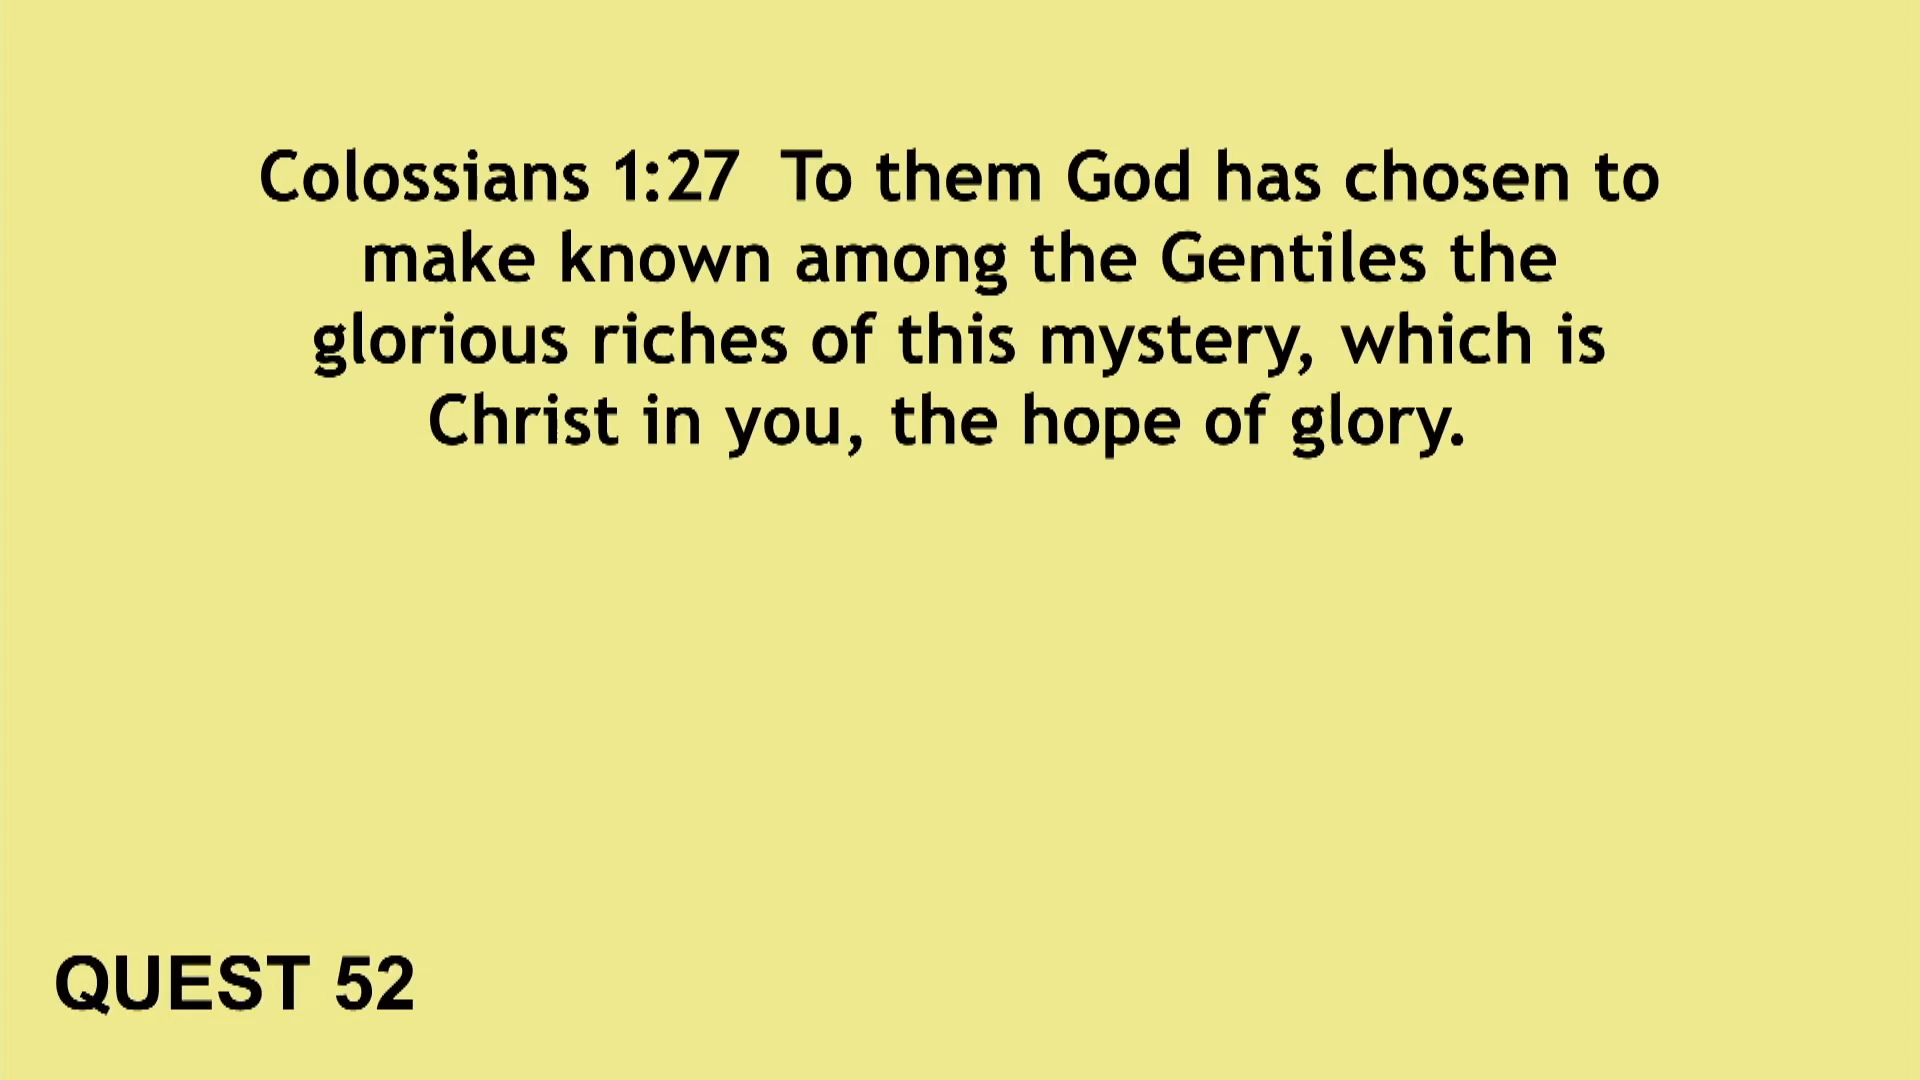 Colossians 1:27  To them God has chosen to
make known among the Gentiles the
glorious riches of this mystery, which is
Christ in you, the hope of glory.
QUEST 52